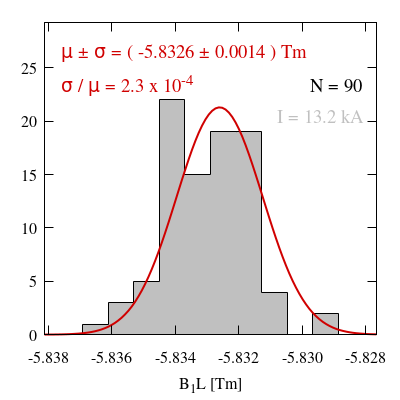 μ ± σ = ( -5.8326 ± 0.0014 ) Tm
σ / μ = 2.3 x 10⁻⁴
N = 90
I = 13.2 kA
25
20
15
10
5
0
-5.838 -5.836 -5.834 -5.832 -5.830 -5.828
B₁L [Tm]